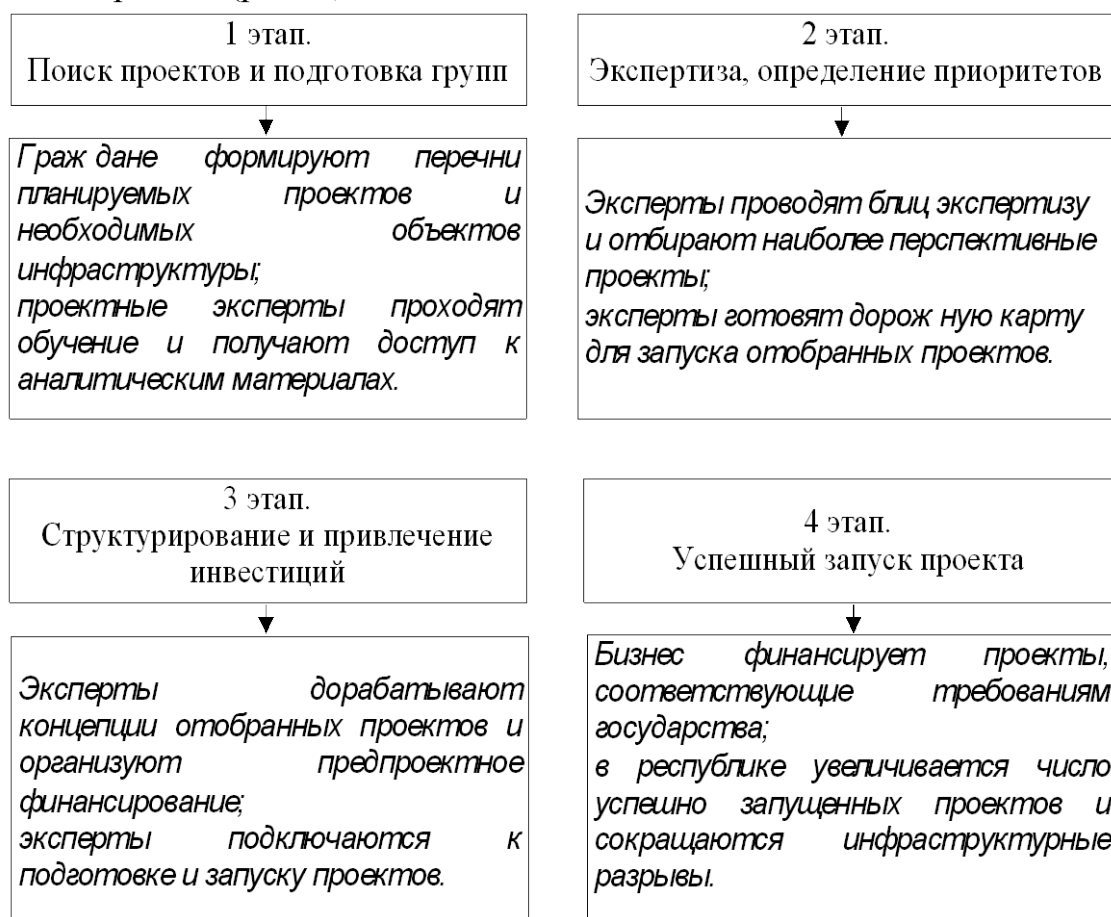 1 этап.
Поиск проектов и подготовка групп
Граж дане формируют перечни
планируемых проектов и
необходимых объектов
инфраструктуры;
проектные эксперты проходят
обучение и получают доступ к
аналитическим материалах.
2 этап.
Экспертиза, определение приоритетов
Эксперты проводят блиц экспертизу
и отбирают наиболее перспективные
проекты;
эксперты готовят дорож ную карту
для запуска отобранных проектов.
3 этап.
Структурирование и привлечение
инвестиций
Эксперты дорабатывают
концепции отобранных проектов и
организуют предпроектное
финансирование;
эксперты подключаются к
подготовке и запуску проектов.
4 этап.
Успешный запуск проекта
Бизнес финансирует проекты,
соответствующие требованиям
государства;
в республике увеличивается число
успешно запущенных проектов и
сокращаются инфраструктурные
разрывы.